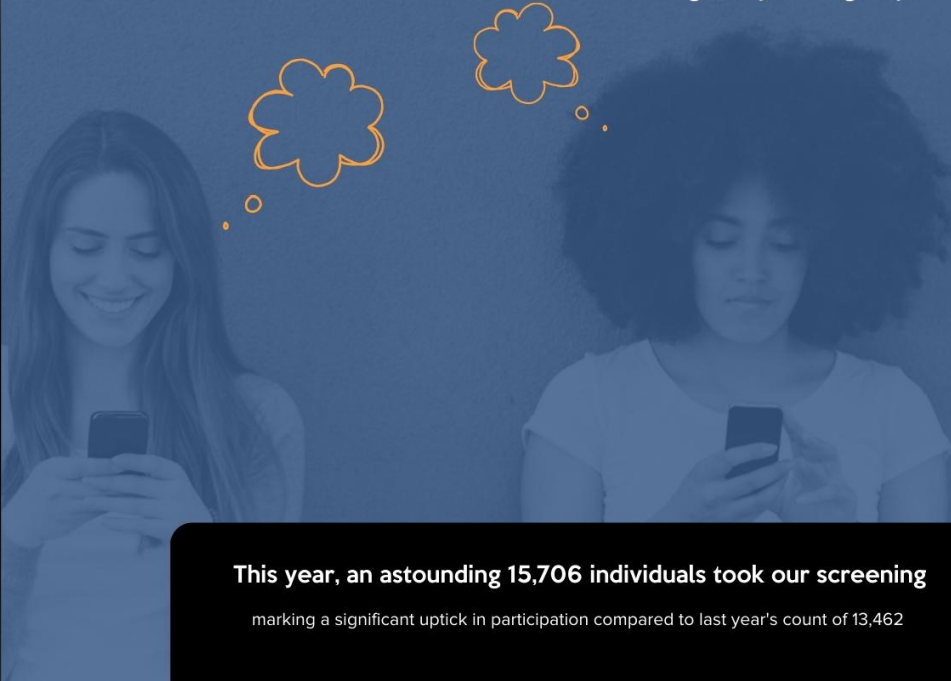 This year, an astounding 15,706 individuals took our screening
marking a significant uptick in participation compared to last year's count of 13,462